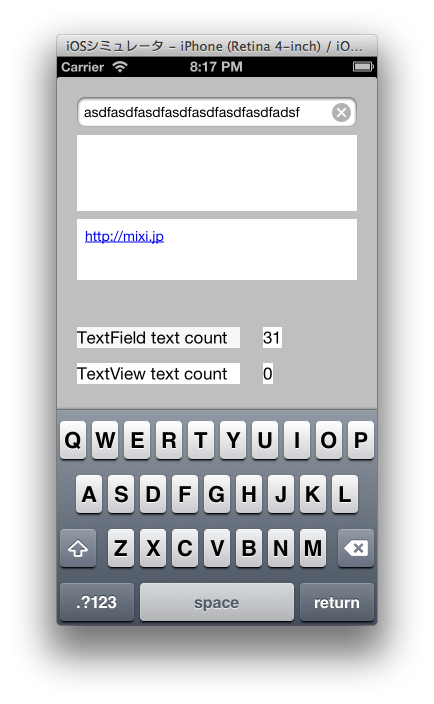 iOSシミュレータ – iPhone (Retina 4-inch) / iO...
Carrier 8:17 PM
asdfasdfasdfasdfasdfasdfasdfadsf
http://mixi.jp
TextField text count 31
TextView text count 0
Q W E R T Y U I O P
A S D F G H J K L
Z X C V B N M
.?123 space return